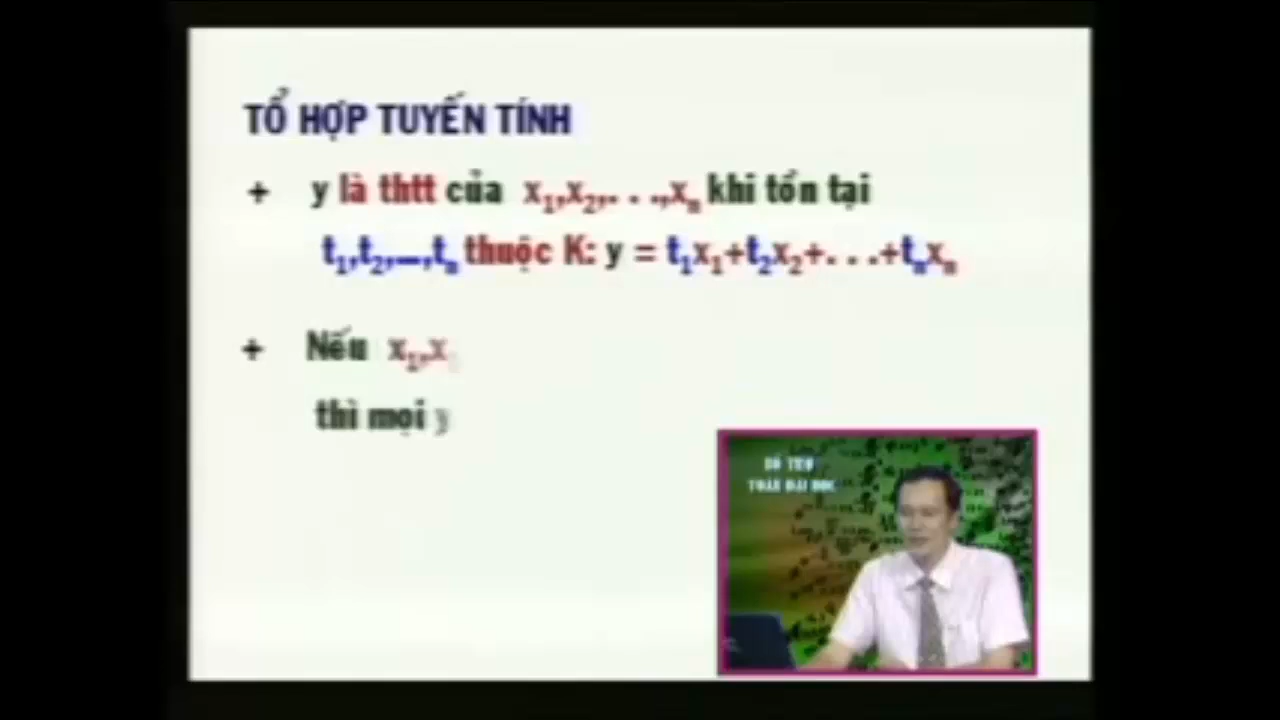 TỔ HỢP TUYẾN TÍNH
+ y là thtt của x₁,x₂,. . .,xₙ khi tồn tại
t₁,t₂,...,tₙ thuộc K: y = t₁x₁+t₂x₂+. . .+tₙxₙ
+ Nếu x₁,x
thì mọi y